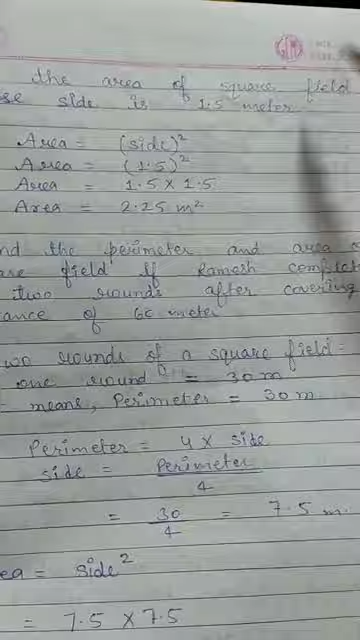 the area of square field
side is 1.5 meter
Area = (side)²
Area = (1.5)²
Area = 1.5 × 1.5
Area = 2.25 m²
the perimeter and area
field if Ramesh
two rounds after covering
of 60 meter
rounds of a square field =
one round = 30 m
means, Perimeter = 30 m
Perimeter = 4 × side
side = Perimeter
4
= 30 = 7.5 m
4
= side²
= 7.5 × 7.5